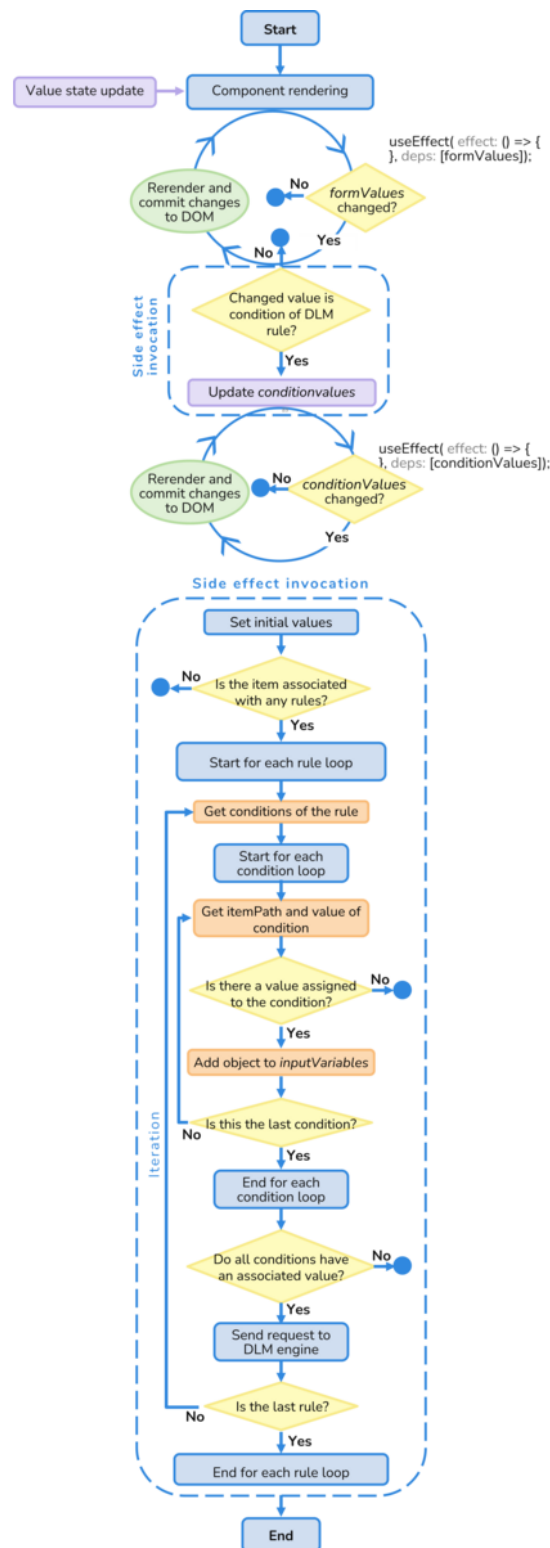 Start
Value state update
Component rendering
useEffect( effect: () => {
}, deps: [formValues]);
No
formValues
changed?
Rerender and
commit changes
to DOM
Yes
No
Side effect
invocation
Changed value is
condition of DLM
rule?
Yes
Update conditionvalues
useEffect( effect: () => {
}, deps: [conditionValues]);
No
conditionValues
changed?
Rerender and
commit changes
to DOM
Yes
Side effect invocation
Set initial values
No
Is the item associated
with any rules?
Yes
Start for each rule loop
Get conditions of the rule
Start for each
condition loop
Get itemPath and value of
condition
No
Is there a value assigned
to the condition?
Yes
Add object to inputVariables
Is this the last condition?
No
Yes
Iteration
End for each
condition loop
No
Do all conditions have
an associated value?
Yes
Send request to
DLM engine
Is the last rule?
No
Yes
End for each rule loop
End